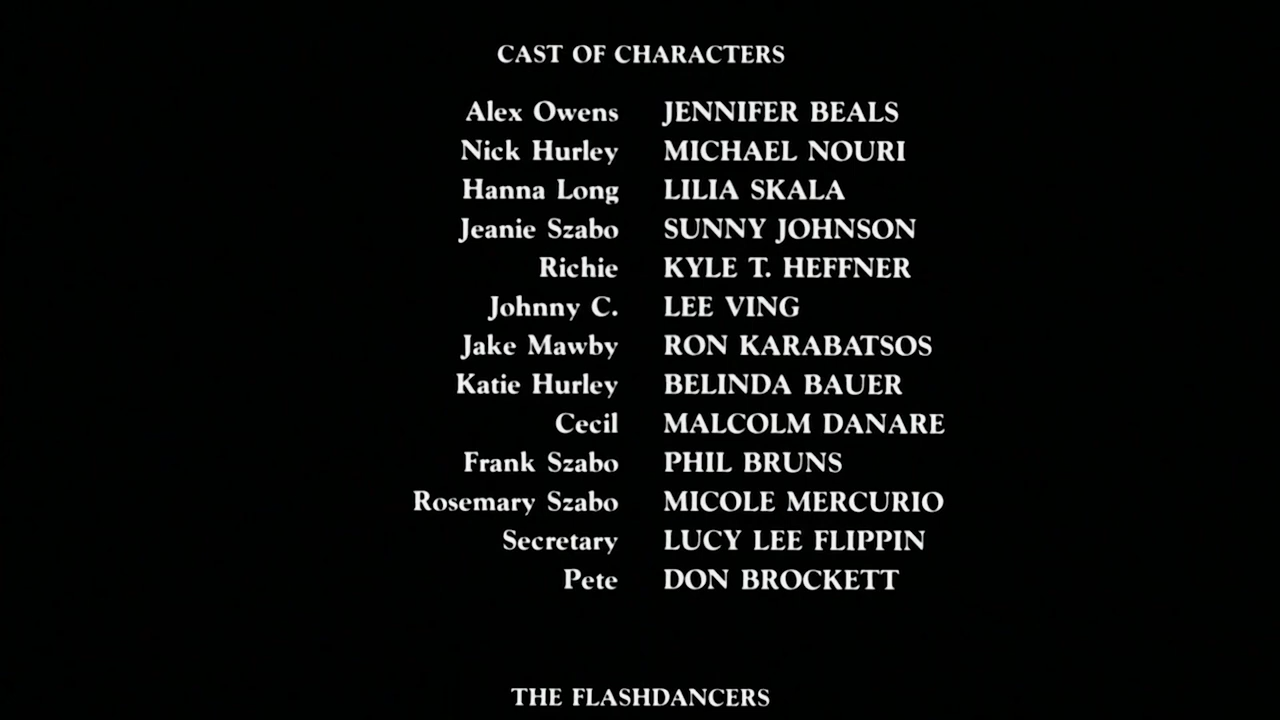 CAST OF CHARACTERS
Alex Owens JENNIFER BEALS
Nick Hurley MICHAEL NOURI
Hanna Long LILIA SKALA
Jeanie Szabo SUNNY JOHNSON
Richie KYLE T. HEFFNER
Johnny C. LEE VING
Jake Mawby RON KARABATSOS
Katie Hurley BELINDA BAUER
Cecil MALCOLM DANARE
Frank Szabo PHIL BRUNS
Rosemary Szabo MICOLE MERCURIO
Secretary LUCY LEE FLIPPIN
Pete DON BROCKETT
THE FLASHDANCERS